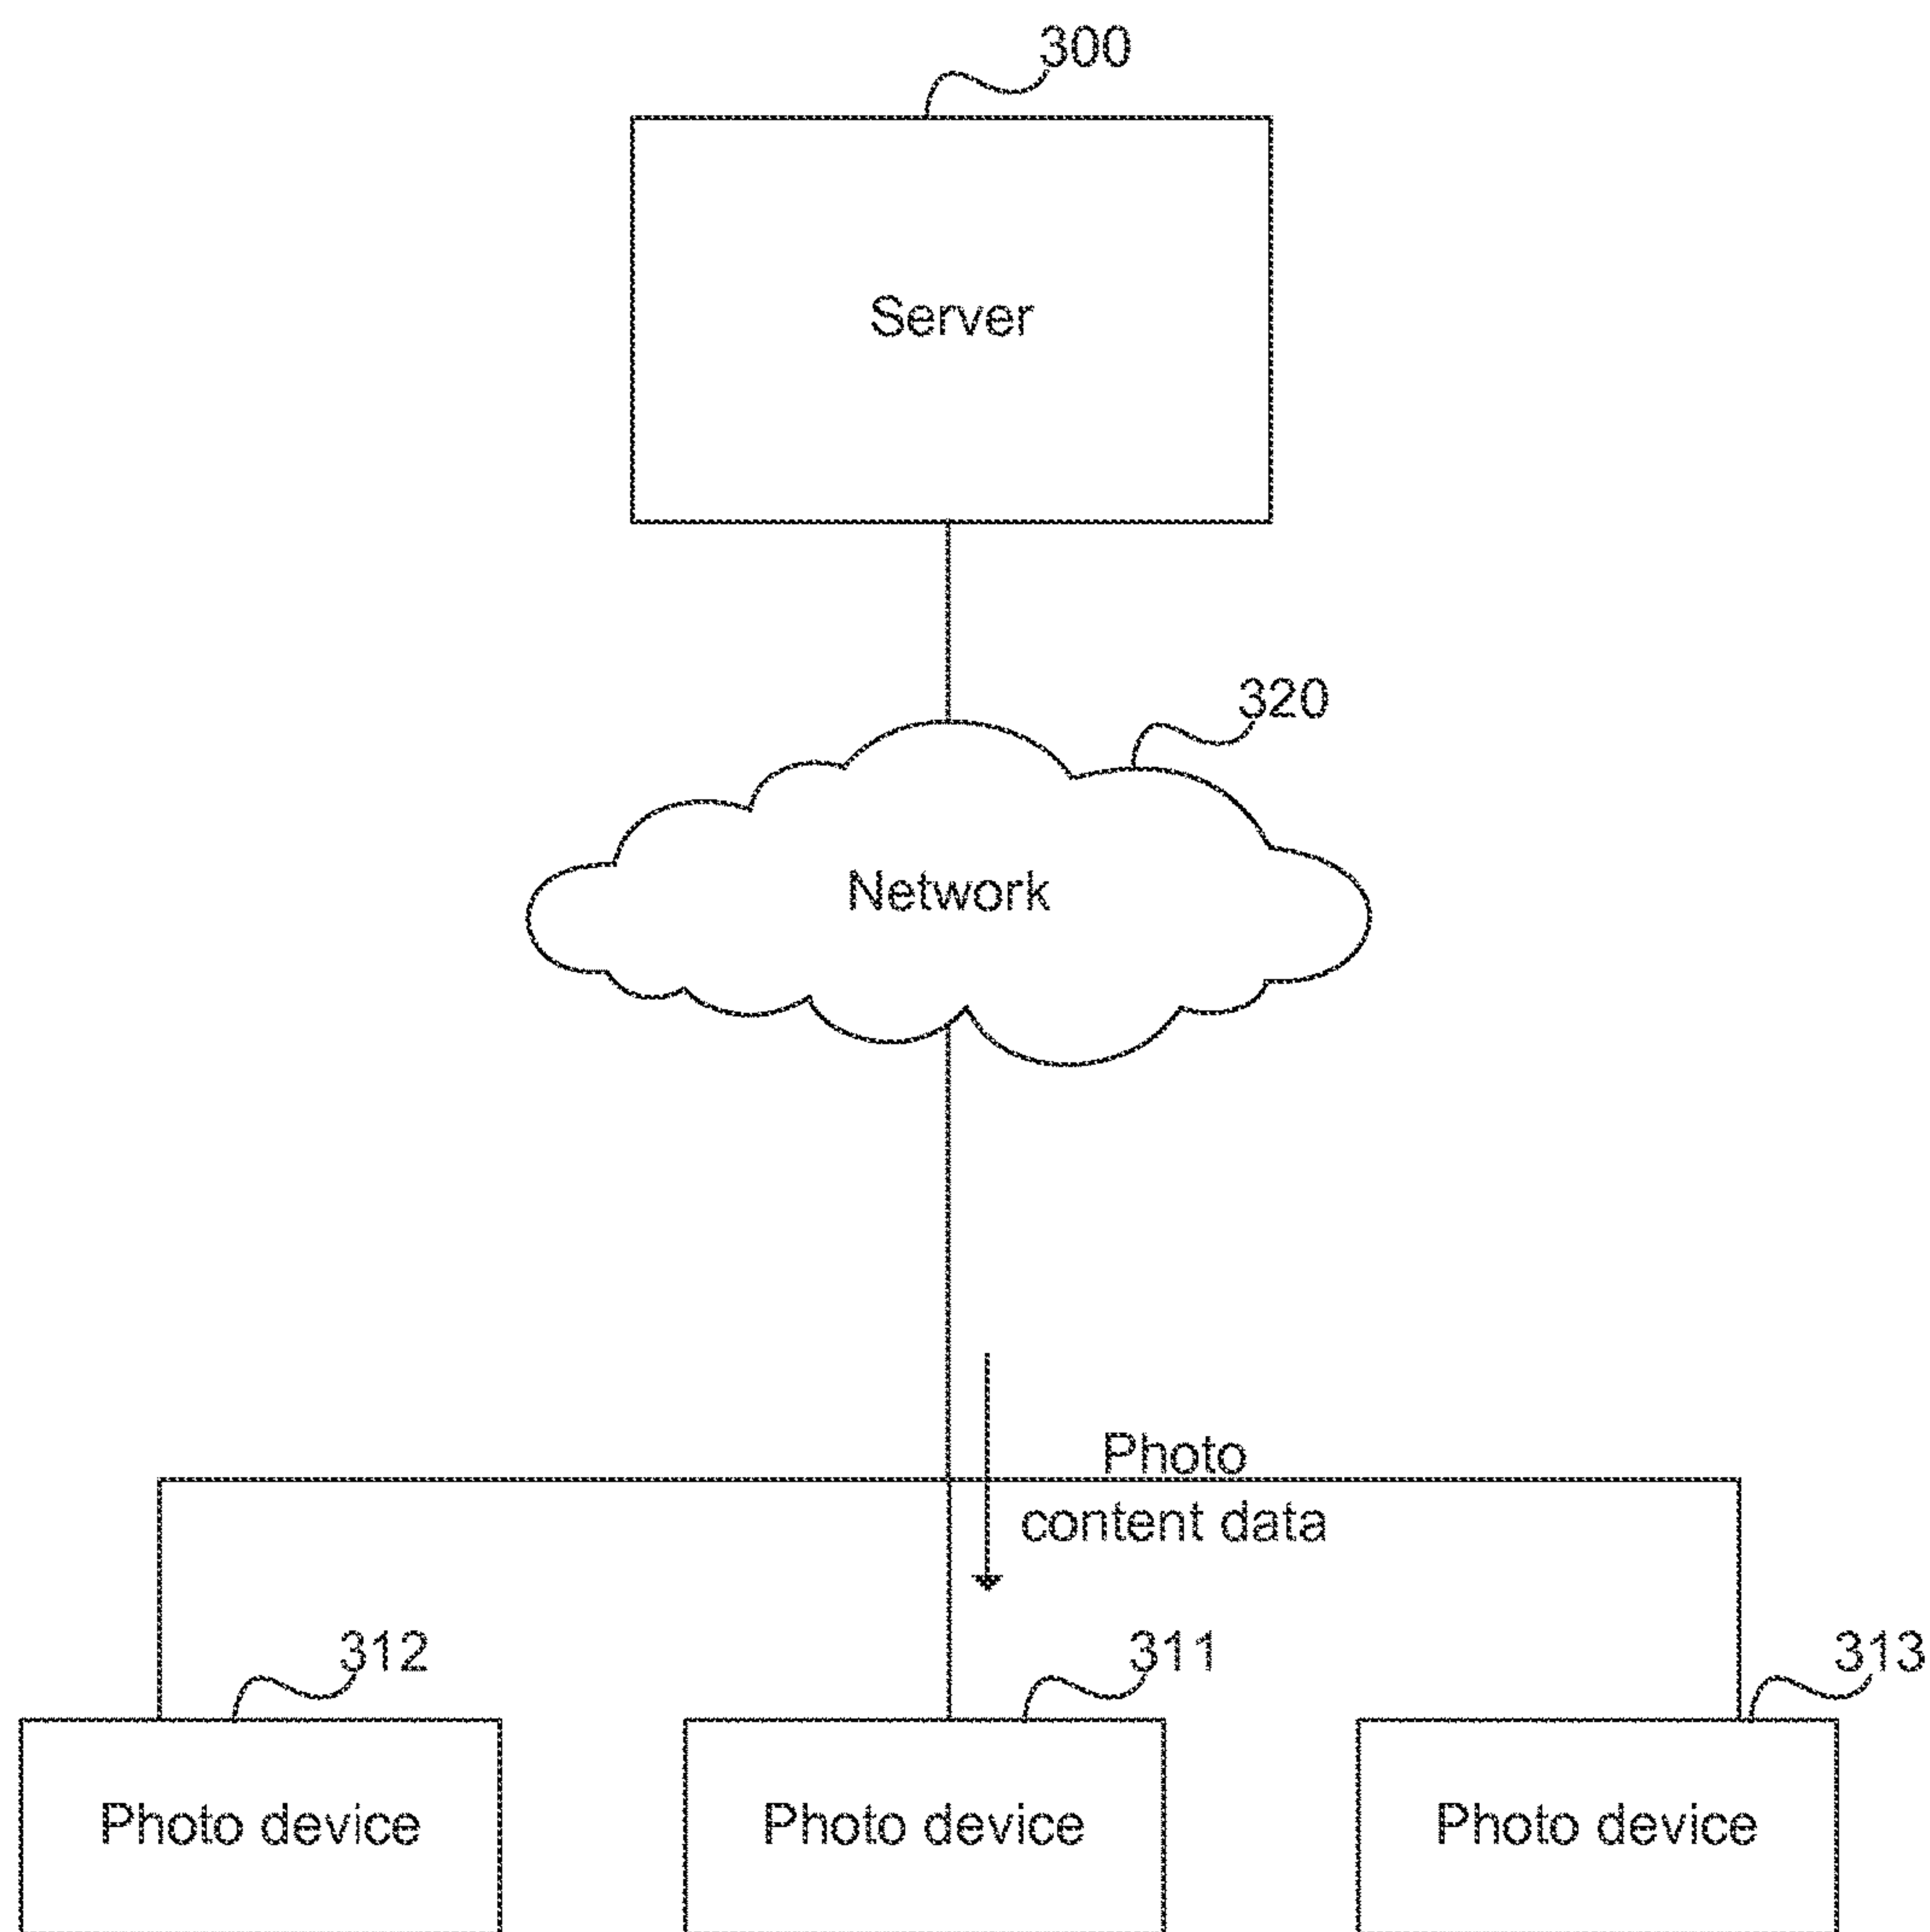 300
Server
320
Network
Photo
content data
312
311
313
Photo device
Photo device
Photo device